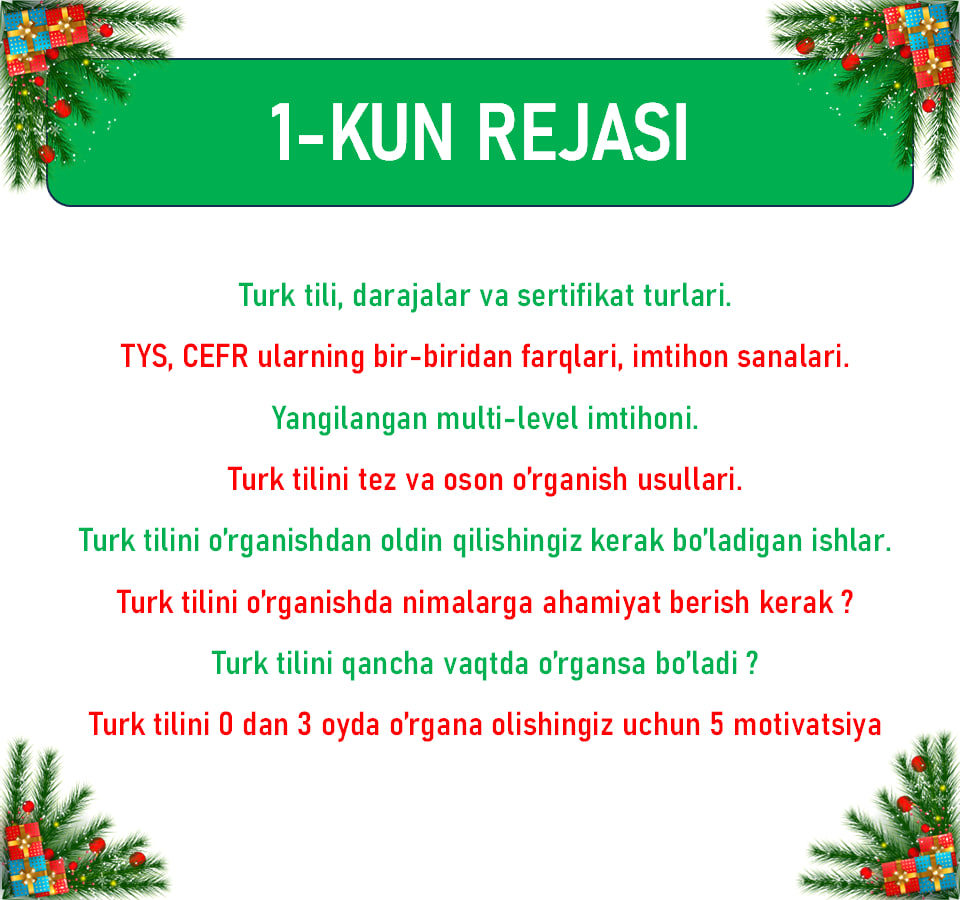 1-KUN REJASI
Turk tili, darajalar va sertifikat turlari.
TYS, CEFR ularning bir-biridan farqlari, imtihon sanalari.
Yangilangan multi-level imtihoni.
Turk tilini tez va oson o’rganish usullari.
Turk tilini o’rganishdan oldin qilishingiz kerak bo’ladigan ishlar.
Turk tilini o’rganishda nimalarga ahamiyat berish kerak ?
Turk tilini qancha vaqtda o’rgansa bo’ladi ?
Turk tilini 0 dan 3 oyda o’rgana olishingiz uchun 5 motivatsiya